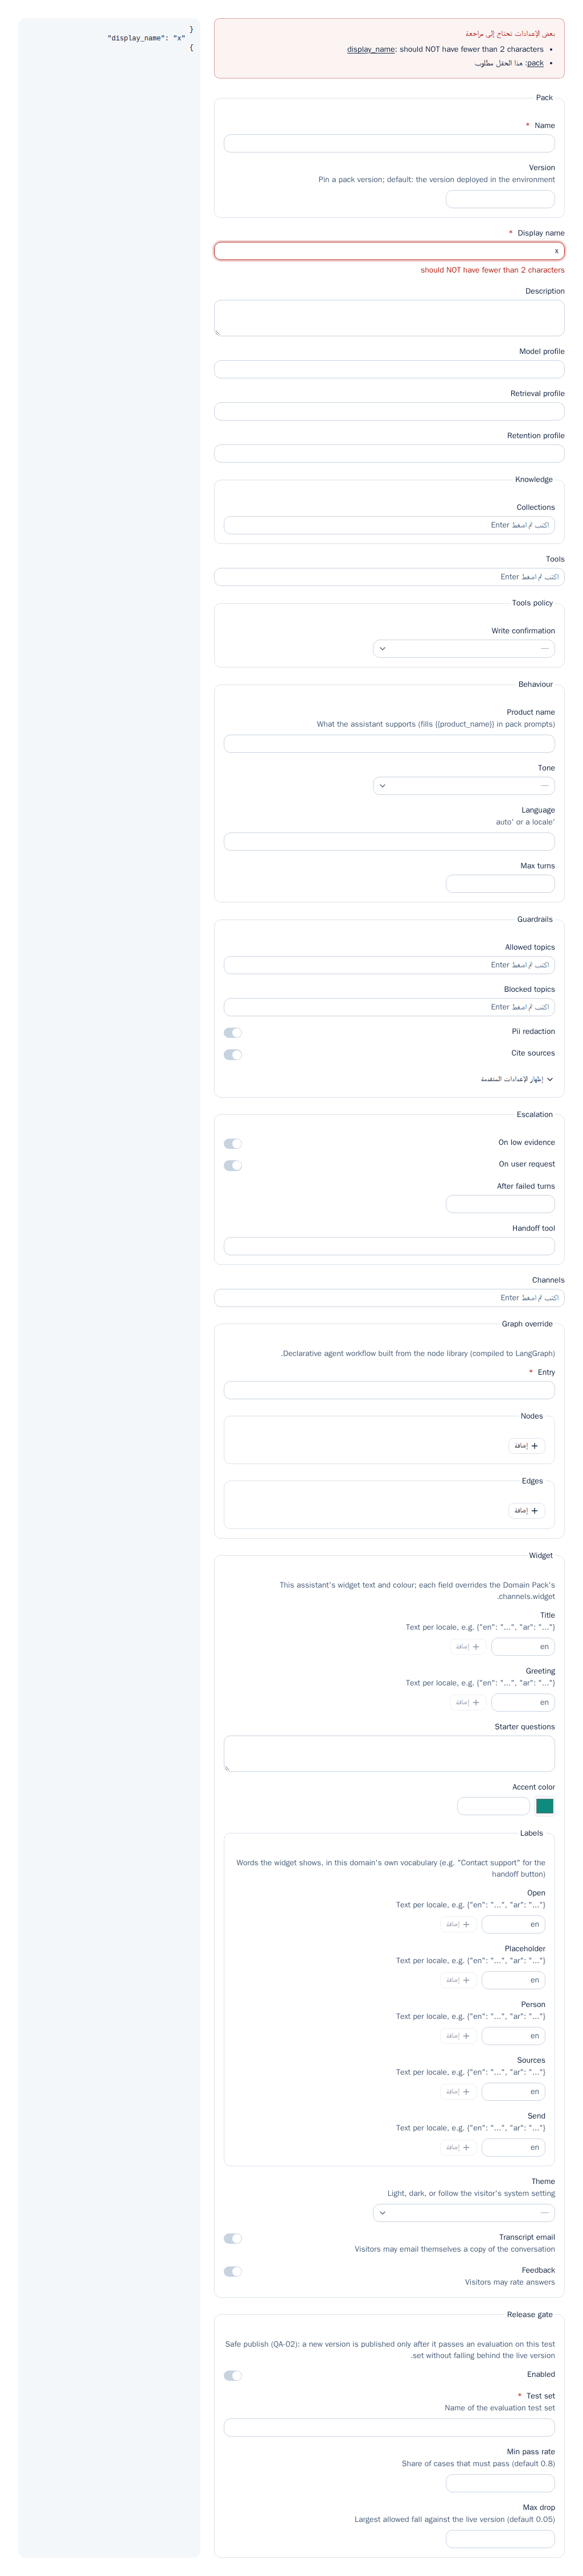 بعض الإعدادات تحتاج إلى مراجعة
display_name: should NOT have fewer than 2 characters
pack: هذا الحقل مطلوب
Pack
Name *
Version
Pin a pack version; default: the version deployed in the environment
Display name *
x
should NOT have fewer than 2 characters
Description
Model profile
Retrieval profile
Retention profile
Knowledge
Collections
اكتب ثم اضغط Enter
Tools
اكتب ثم اضغط Enter
Tools policy
Write confirmation
—
Behaviour
Product name
What the assistant supports (fills {{product_name}} in pack prompts)
Tone
—
Language
'auto' or a locale
Max turns
Guardrails
Allowed topics
اكتب ثم اضغط Enter
Blocked topics
اكتب ثم اضغط Enter
Pii redaction
Cite sources
إظهار الإعدادات المتقدمة
Escalation
On low evidence
On user request
After failed turns
Handoff tool
Channels
اكتب ثم اضغط Enter
Graph override
Declarative agent workflow built from the node library (compiled to LangGraph).
Entry *
Nodes
+ إضافة
Edges
+ إضافة
Widget
This assistant's widget text and colour; each field overrides the Domain Pack's
channels.widget.
Title
Text per locale, e.g. {"en": "...", "ar": "..."}
en
+ إضافة
Greeting
Text per locale, e.g. {"en": "...", "ar": "..."}
en
+ إضافة
Starter questions
Accent color
Labels
Words the widget shows, in this domain's own vocabulary (e.g. "Contact support" for the
handoff button)
Open
Text per locale, e.g. {"en": "...", "ar": "..."}
en
+ إضافة
Placeholder
Text per locale, e.g. {"en": "...", "ar": "..."}
en
+ إضافة
Person
Text per locale, e.g. {"en": "...", "ar": "..."}
en
+ إضافة
Sources
Text per locale, e.g. {"en": "...", "ar": "..."}
en
+ إضافة
Send
Text per locale, e.g. {"en": "...", "ar": "..."}
en
+ إضافة
Theme
Light, dark, or follow the visitor's system setting
—
Transcript email
Visitors may email themselves a copy of the conversation
Feedback
Visitors may rate answers
Release gate
Safe publish (QA-02): a new version is published only after it passes an evaluation on this test
set without falling behind the live version.
Enabled
Test set *
Name of the evaluation test set
Min pass rate
Share of cases that must pass (default 0.8)
Max drop
Largest allowed fall against the live version (default 0.05)
{
"display_name": "x"
}